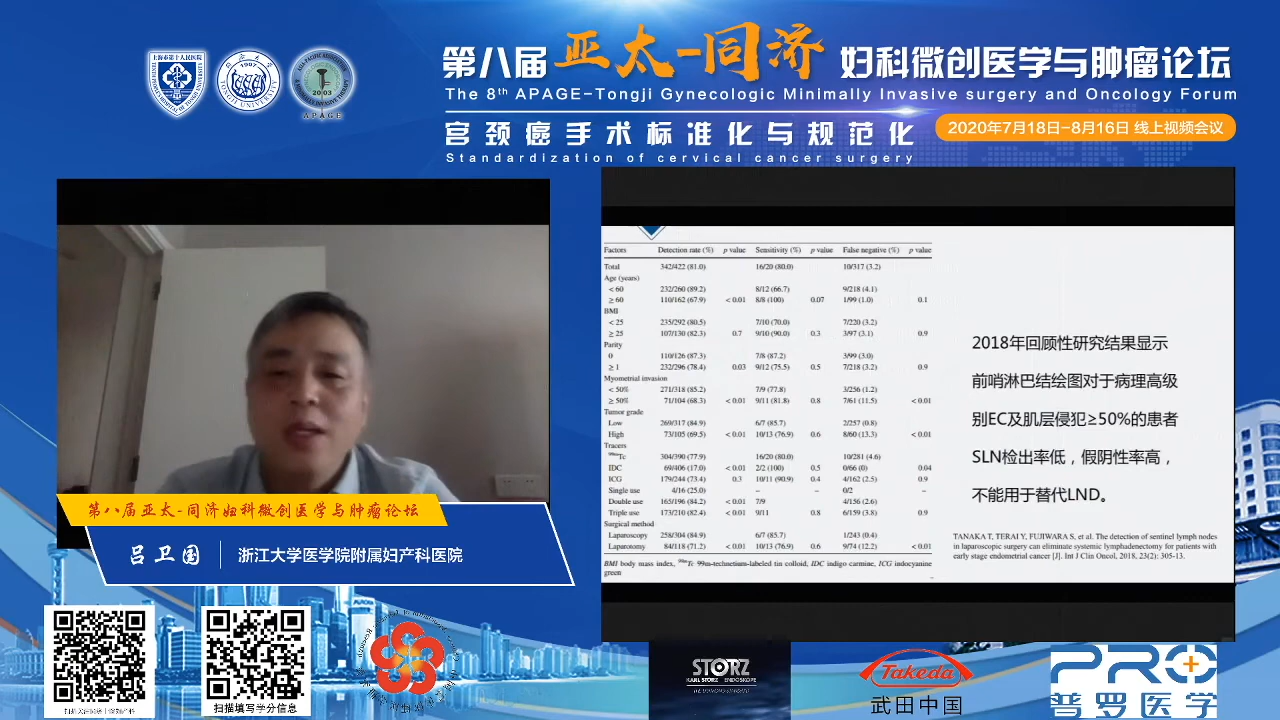 第八届亚太-同济妇科微创医学与肿瘤论坛
The 8th APAGE-Tongji Gynecologic Minimally Invasive surgery and Oncology Forum
宫颈癌手术标准化与规范化
2020年7月18日-8月16日 线上视频会议
Standardization of cervical cancer surgery
上海市第十人民医院
1907
TONGJI UNIVERSITY
2003
APAGE
Factors Detection rate (%) p value Sensitivity (%) p value False negative (%) p value
Total 342/422 (81.0) 16/20 (80.0) 10/317 (3.2)
Age (years)
< 60 232/260 (89.2) 8/12 (66.7) 9/218 (4.1)
≥ 60 110/162 (67.9) < 0.01 8/8 (100) 0.07 1/99 (1.0) 0.1
BMI
< 25 235/292 (80.5) 7/10 (70.0) 7/220 (3.2)
≥ 25 107/130 (82.3) 0.7 9/10 (90.0) 0.3 3/97 (3.1) 0.9
Parity
0 110/126 (87.3) 7/8 (87.2) 3/99 (3.0)
≥ 1 232/296 (78.4) 0.03 9/12 (75.5) 0.5 7/218 (3.2) 0.9
Myometrial invasion
< 50% 271/318 (85.2) 7/9 (77.8) 3/256 (1.2)
≥ 50% 71/104 (68.3) < 0.01 9/11 (81.8) 0.8 7/61 (11.5) < 0.01
Tumor grade
Low 269/317 (84.9) 6/7 (85.7) 2/257 (0.8)
High 73/105 (69.5) < 0.01 10/13 (76.9) 0.6 8/60 (13.3) < 0.01
Tracers
99mTc 304/390 (77.9) 16/20 (80.0) 10/281 (4.6)
IDC 69/406 (17.0) < 0.01 2/2 (100) 0.5 0/66 (0) 0.04
ICG 179/244 (73.4) 0.3 10/11 (90.9) 0.4 4/162 (2.5) 0.9
Single use 4/16 (25.0) – – 0/2 –
Double use 165/196 (84.2) < 0.01 7/9 4/156 (2.6)
Triple use 173/210 (82.4) < 0.01 9/11 0.8 6/159 (3.8) 0.9
Surgical method
Laparoscopy 258/304 (84.9) 6/7 (85.7) 1/243 (0.4)
Laparotomy 84/118 (71.2) < 0.01 10/13 (76.9) 0.6 9/74 (12.2) < 0.01
BMI body mass index, 99mTc 99m-technetium-labeled tin colloid, IDC indigo carmine, ICG indocyanine
green
2018年回顾性研究结果显示
前哨淋巴结绘图对于病理高级
别EC及肌层侵犯≥50%的患者
SLN检出率低，假阴性率高，
不能用于替代LND。
TANAKA T, TERAI Y, FUJIWARA S, et al. The detection of sentinel lymph nodes
in laparoscopic surgery can eliminate systemic lymphadenectomy for patients with
early stage endometrial cancer [J]. Int J Clin Oncol, 2018, 23(2): 305-13.
第八届亚太-同济妇科微创医学与肿瘤论坛
吕卫国 浙江大学医学院附属妇产科医院
扫描填写学分信息
STORZ
KARL STORZ ENDOSKOPE
Takeda
武田中国
PRO
普罗医学